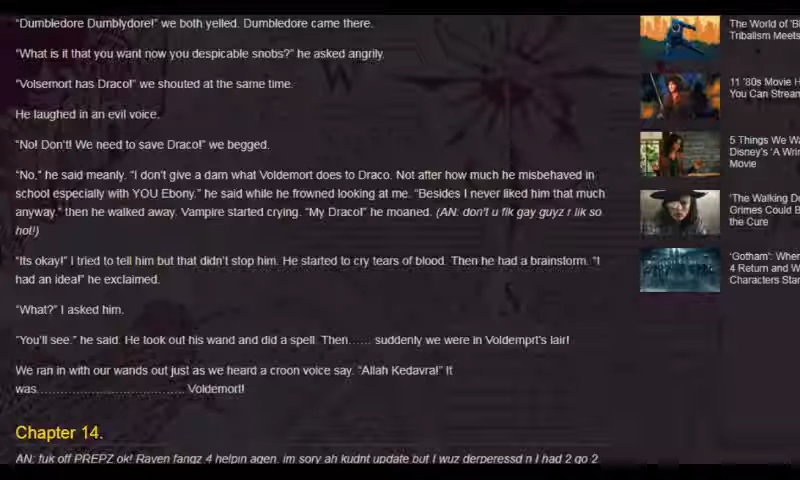 “Dumbledore Dumblydore!” we both yelled. Dumbledore came there.
“What is it that you want now you despicable snobs?” he asked angrily.
“Volsemort has Draco!” we shouted at the same time.
He laughed in an evil voice.
“No! Don’t! We need to save Draco!” we begged.
“No.” he said meanly. “I don’t give a dam what Voldemort does to Draco. Not after how much he misbehaved in
school especially with YOU Ebony.” he said while he frowned looking at me. “Besides I never liked him that much
anyway.” then he walked away. Vampire started crying. “My Draco!” he moaned. (AN: don’t u fik gay guyz r lik so
hot!)
“Its okay!” I tried to tell him but that didn’t stop him. He started to cry tears of blood. Then he had a brainstorm. “I
had an idea!” he exclaimed.
“What?” I asked him.
“You’ll see.” he said. He took out his wand and did a spell. Then…… suddenly we were in Voldemprt’s lair!
We ran in with our wands out just as we heard a croon voice say. “Allah Kedavra!” It
was……………………………… Voldemort!
Chapter 14.
AN: fuk off PREPZ ok! Raven fangz 4 helpin agen. im sory ah kudnt update but I wuz derperessd n I had 2 go 2
The World of 'B
Tribalism Meets
11 '80s Movie H
You Can Stream
5 Things We Wa
Disney's 'A Wrin
Movie
'The Walking De
Grimes Could B
the Cure
'Gotham': When
4 Return and W
Characters Stan